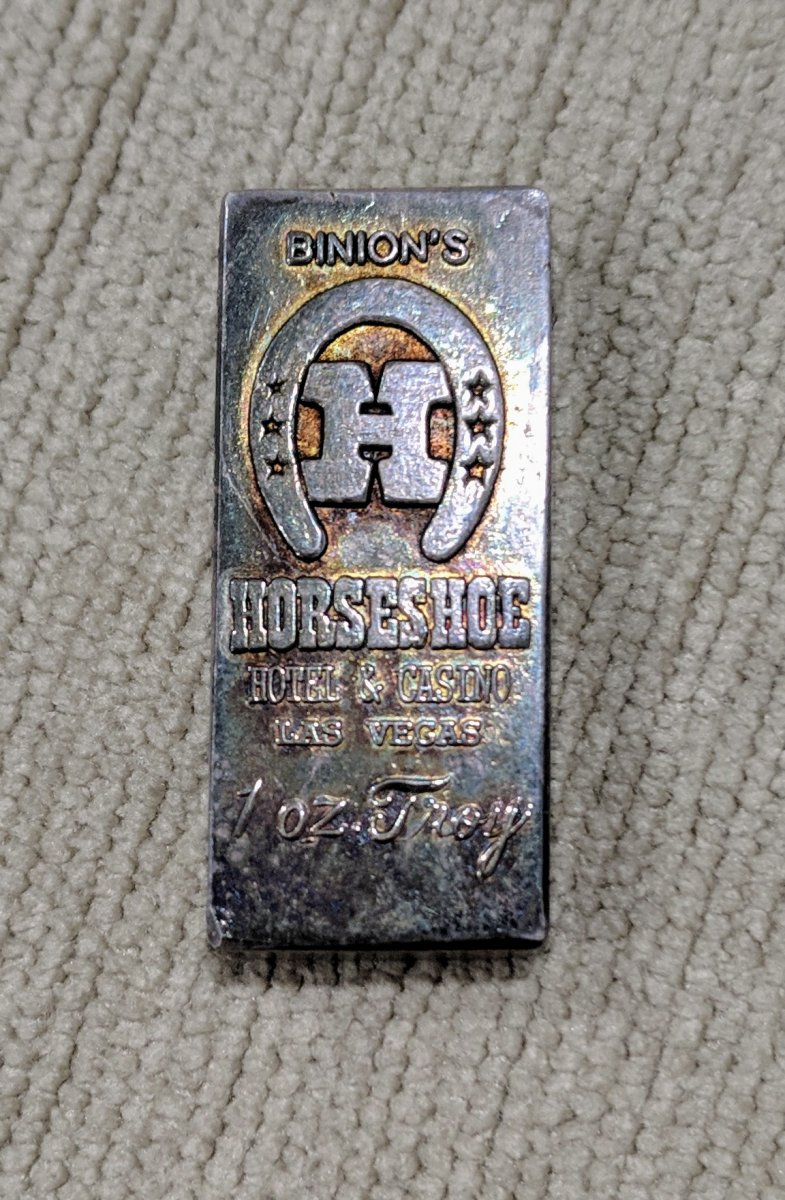 BINION'S
H
HORSESHOE
HOTEL & CASINO
LAS VEGAS
1 oz. Troy